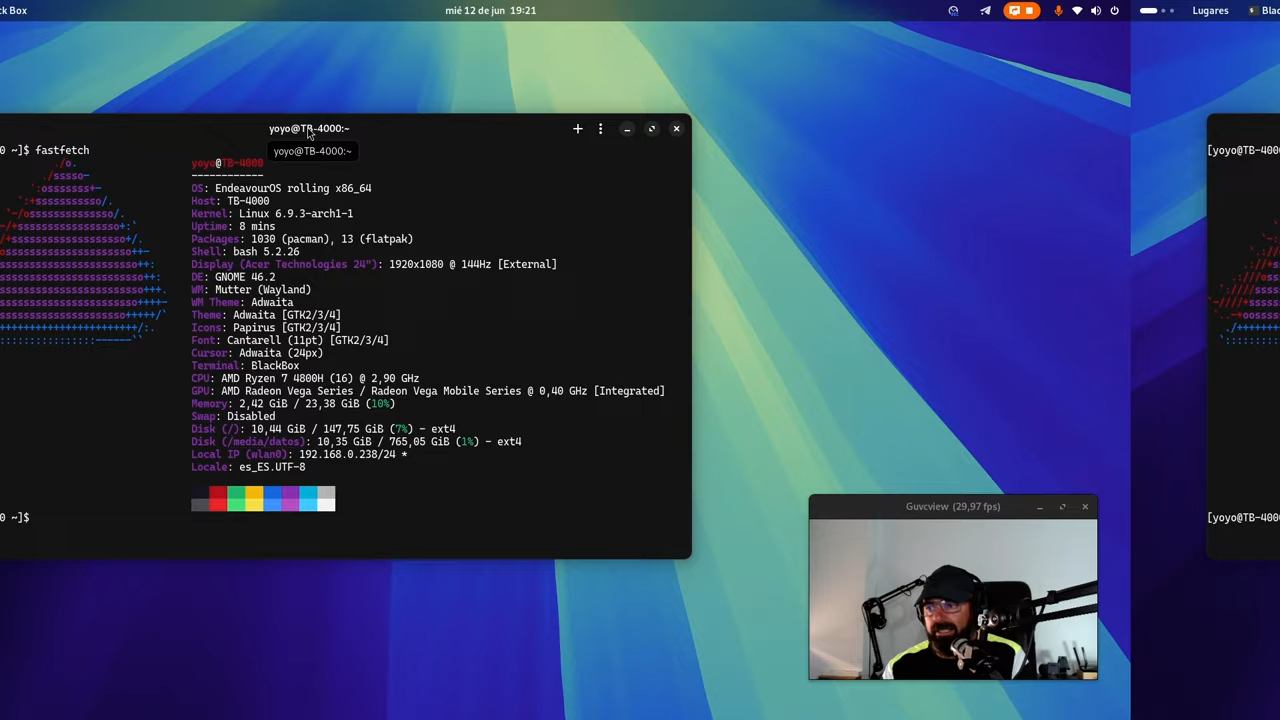 ck Box
mié 12 de jun 19:21
Lugares
Blac
yoyo@TB-4000:~
yoyo@TB-4000:~
0 ~]$ fastfetch
yoyo@TB-4000
------------
OS: EndeavourOS rolling x86_64
Host: TB-4000
Kernel: Linux 6.9.3-arch1-1
Uptime: 8 mins
Packages: 1030 (pacman), 13 (flatpak)
Shell: bash 5.2.26
Display (Acer Technologies 24"): 1920x1080 @ 144Hz [External]
DE: GNOME 46.2
WM: Mutter (Wayland)
WM Theme: Adwaita
Theme: Adwaita [GTK2/3/4]
Icons: Papirus [GTK2/3/4]
Font: Cantarell (11pt) [GTK2/3/4]
Cursor: Adwaita (24px)
Terminal: BlackBox
CPU: AMD Ryzen 7 4800H (16) @ 2,90 GHz
GPU: AMD Radeon Vega Series / Radeon Vega Mobile Series @ 0,40 GHz [Integrated]
Memory: 2,42 GiB / 23,38 GiB (10%)
Swap: Disabled
Disk (/): 10,44 GiB / 147,75 GiB (7%) - ext4
Disk (/media/datos): 10,35 GiB / 765,05 GiB (1%) - ext4
Local IP (wlan0): 192.168.0.238/24 *
Locale: es_ES.UTF-8
0 ~]$
Guvcview (29,97 fps)
[yoyo@TB-400
[yoyo@TB-400